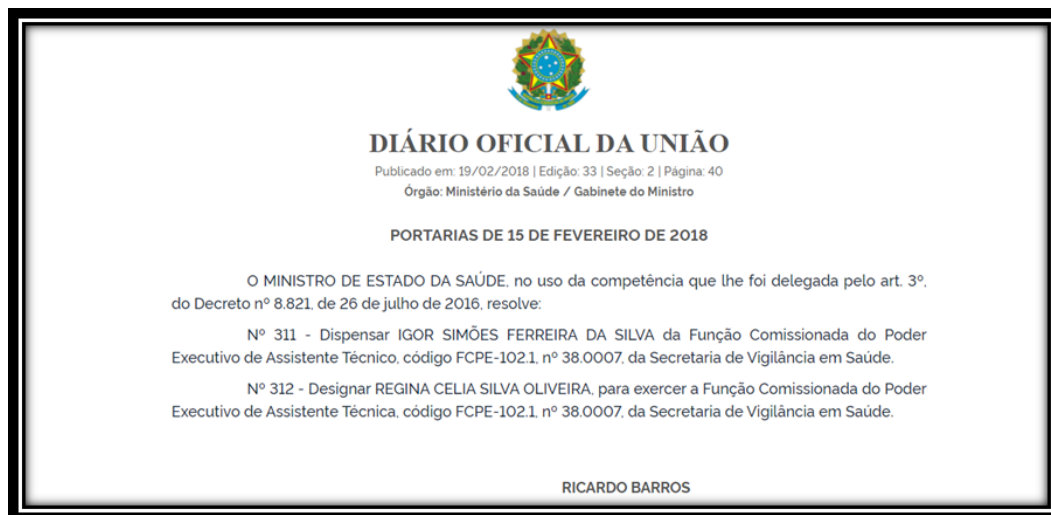 DIÁRIO OFICIAL DA UNIÃO
Publicado em: 19/02/2018 | Edição: 33 | Seção: 2 | Página: 40
Órgão: Ministério da Saúde / Gabinete do Ministro
PORTARIAS DE 15 DE FEVEREIRO DE 2018
O MINISTRO DE ESTADO DA SAÚDE, no uso da competência que lhe foi delegada pelo art. 3º,
do Decreto nº 8.821, de 26 de julho de 2016, resolve:
Nº 311 - Dispensar IGOR SIMÕES FERREIRA DA SILVA da Função Comissionada do Poder
Executivo de Assistente Técnico, código FCPE-102.1, nº 38.0007, da Secretaria de Vigilância em Saúde.
Nº 312 - Designar REGINA CELIA SILVA OLIVEIRA, para exercer a Função Comissionada do Poder
Executivo de Assistente Técnica, código FCPE-102.1, nº 38.0007, da Secretaria de Vigilância em Saúde.
RICARDO BARROS